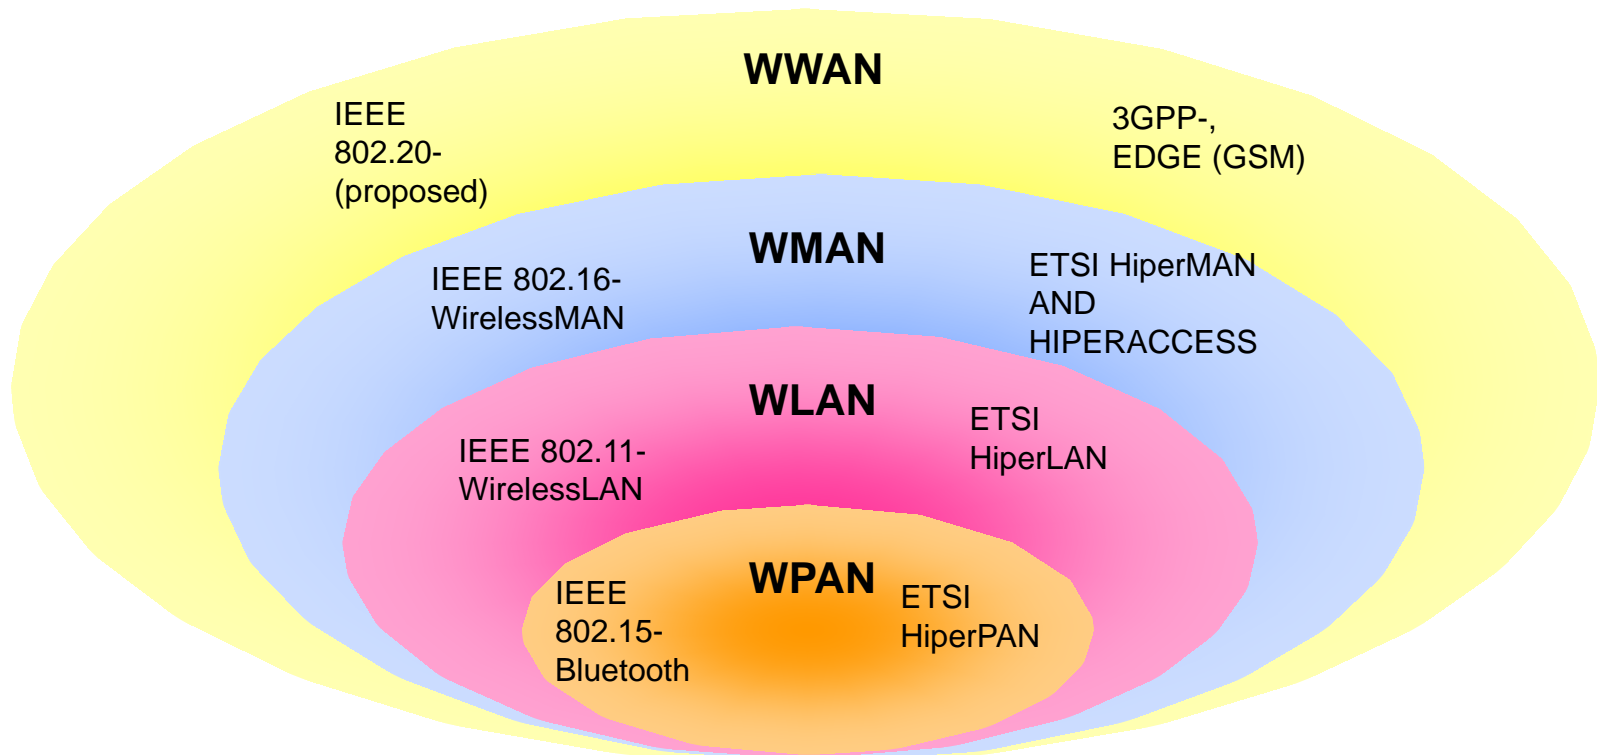 WWAN
IEEE
802.20-
(proposed)
3GPP-,
EDGE (GSM)
WMAN
IEEE 802.16-
WirelessMAN
ETSI HiperMAN
AND
HIPERACCESS
WLAN
IEEE 802.11-
WirelessLAN
ETSI
HiperLAN
WPAN
IEEE
802.15-
Bluetooth
ETSI
HiperPAN